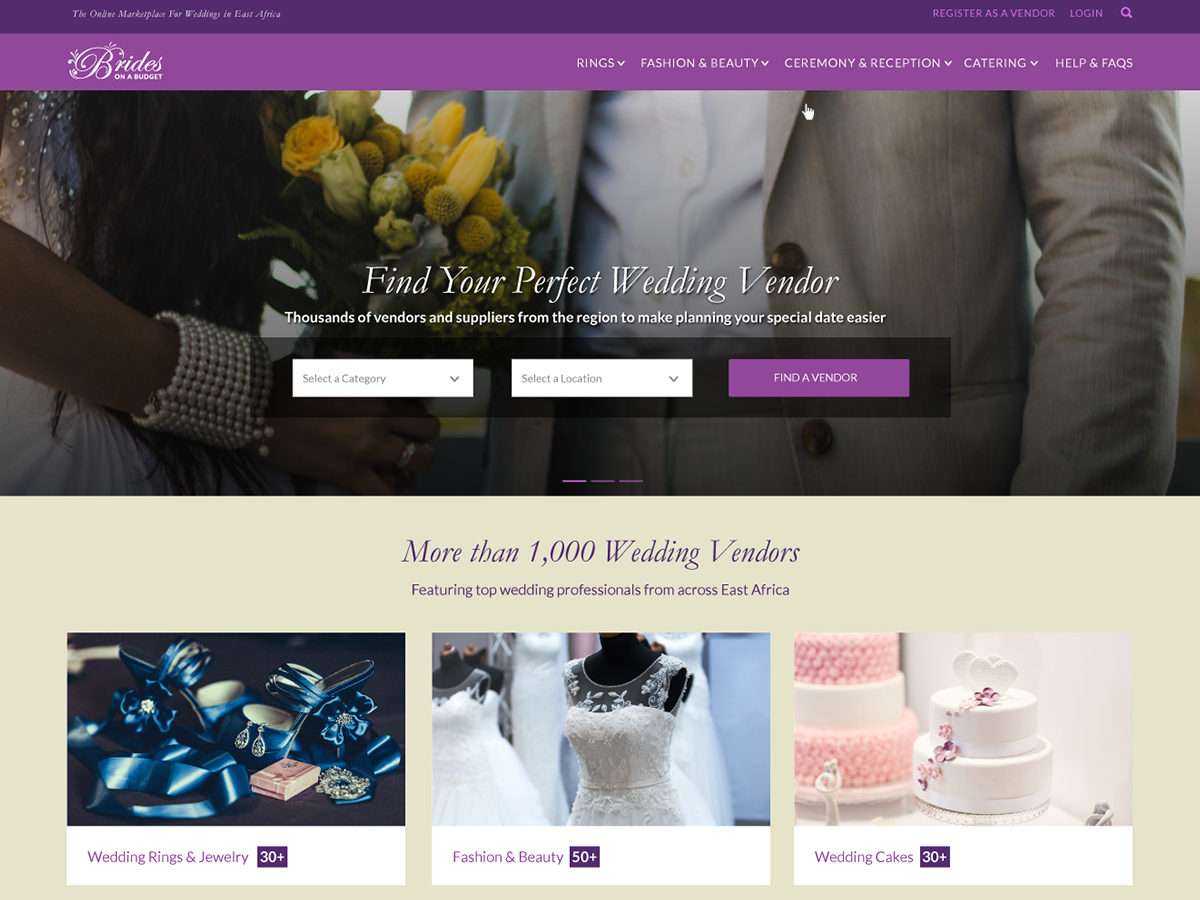 The Online Marketplace For Weddings in East Africa
REGISTER AS A VENDOR LOGIN
Brides
ON A BUDGET
RINGS FASHION & BEAUTY CEREMONY & RECEPTION CATERING HELP & FAQS
Find Your Perfect Wedding Vendor
Thousands of vendors and suppliers from the region to make planning your special date easier
Select a Category Select a Location FIND A VENDOR
More than 1,000 Wedding Vendors
Featuring top wedding professionals from across East Africa
Wedding Rings & Jewelry 30+ Fashion & Beauty 50+ Wedding Cakes 30+